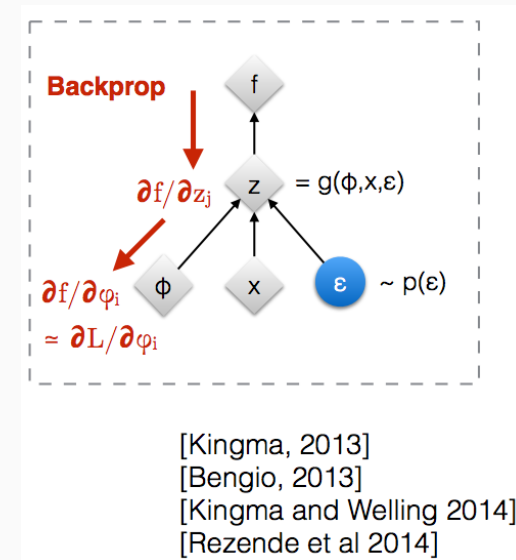 Backprop
f
∂f/∂zj
z = g(ϕ,x,ε)
∂f/∂φi
≃ ∂L/∂φi
ϕ x ε ~ p(ε)
[Kingma, 2013]
[Bengio, 2013]
[Kingma and Welling 2014]
[Rezende et al 2014]